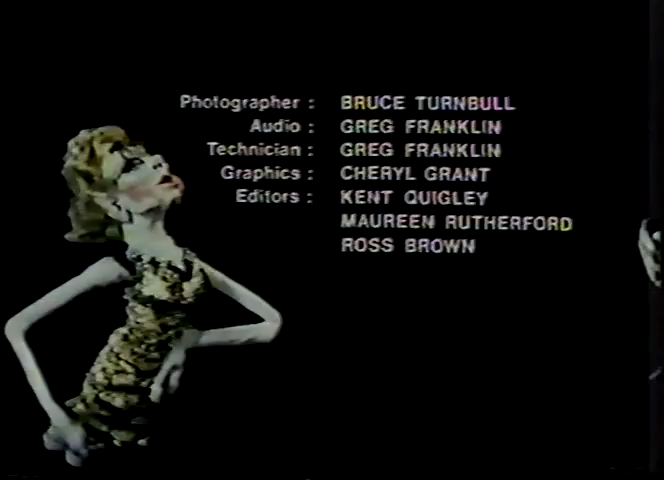 Photographer : BRUCE TURNBULL
Audio : GREG FRANKLIN
Technician : GREG FRANKLIN
Graphics : CHERYL GRANT
Editors : KENT QUIGLEY
MAUREEN RUTHERFORD
ROSS BROWN